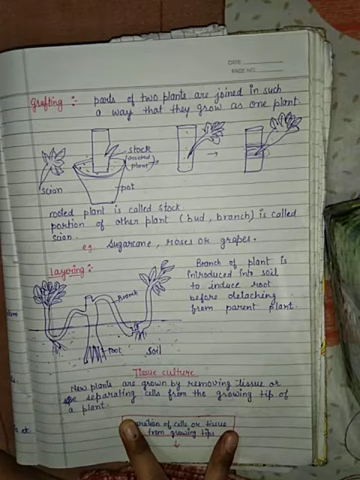 DATE
PAGE NO.
Grafting :- parts of two plants are joined in such
a way that they grow as one plant
stock
(rooted
plant)
scion
pot
rooted plant is called stock
portion of other plant (bud, branch) is called
scion.
eg. Sugarcane, roses or grapes.
Layering :-
Branch of plant is
introduced into soil
to induce root
before detaching
from parent plant.
Branch
root
soil
Tissue culture
New plants are grown by removing tissue or
separating cells from the growing tip of
a plant.
of cells or tissue
from growing tips